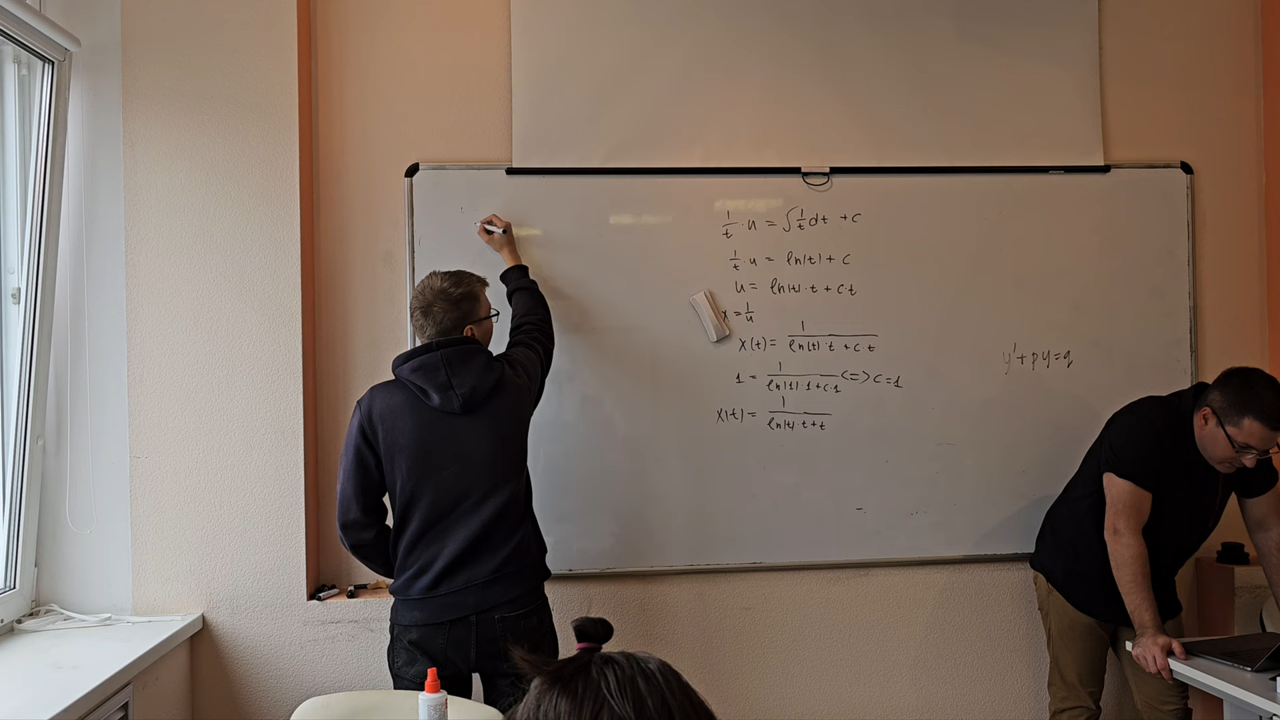 1/t · u = ∫ 1/t dt + c
1/t · u = ln|t| + c
u = ln|t| · t + c · t
x = 1/u
x(t) = 1/(ln|t| · t + c · t)
1 = 1/(ln|1| · 1 + c · 1) <=> c = 1
x(t) = 1/(ln|t| · t + t)
y' + py = q